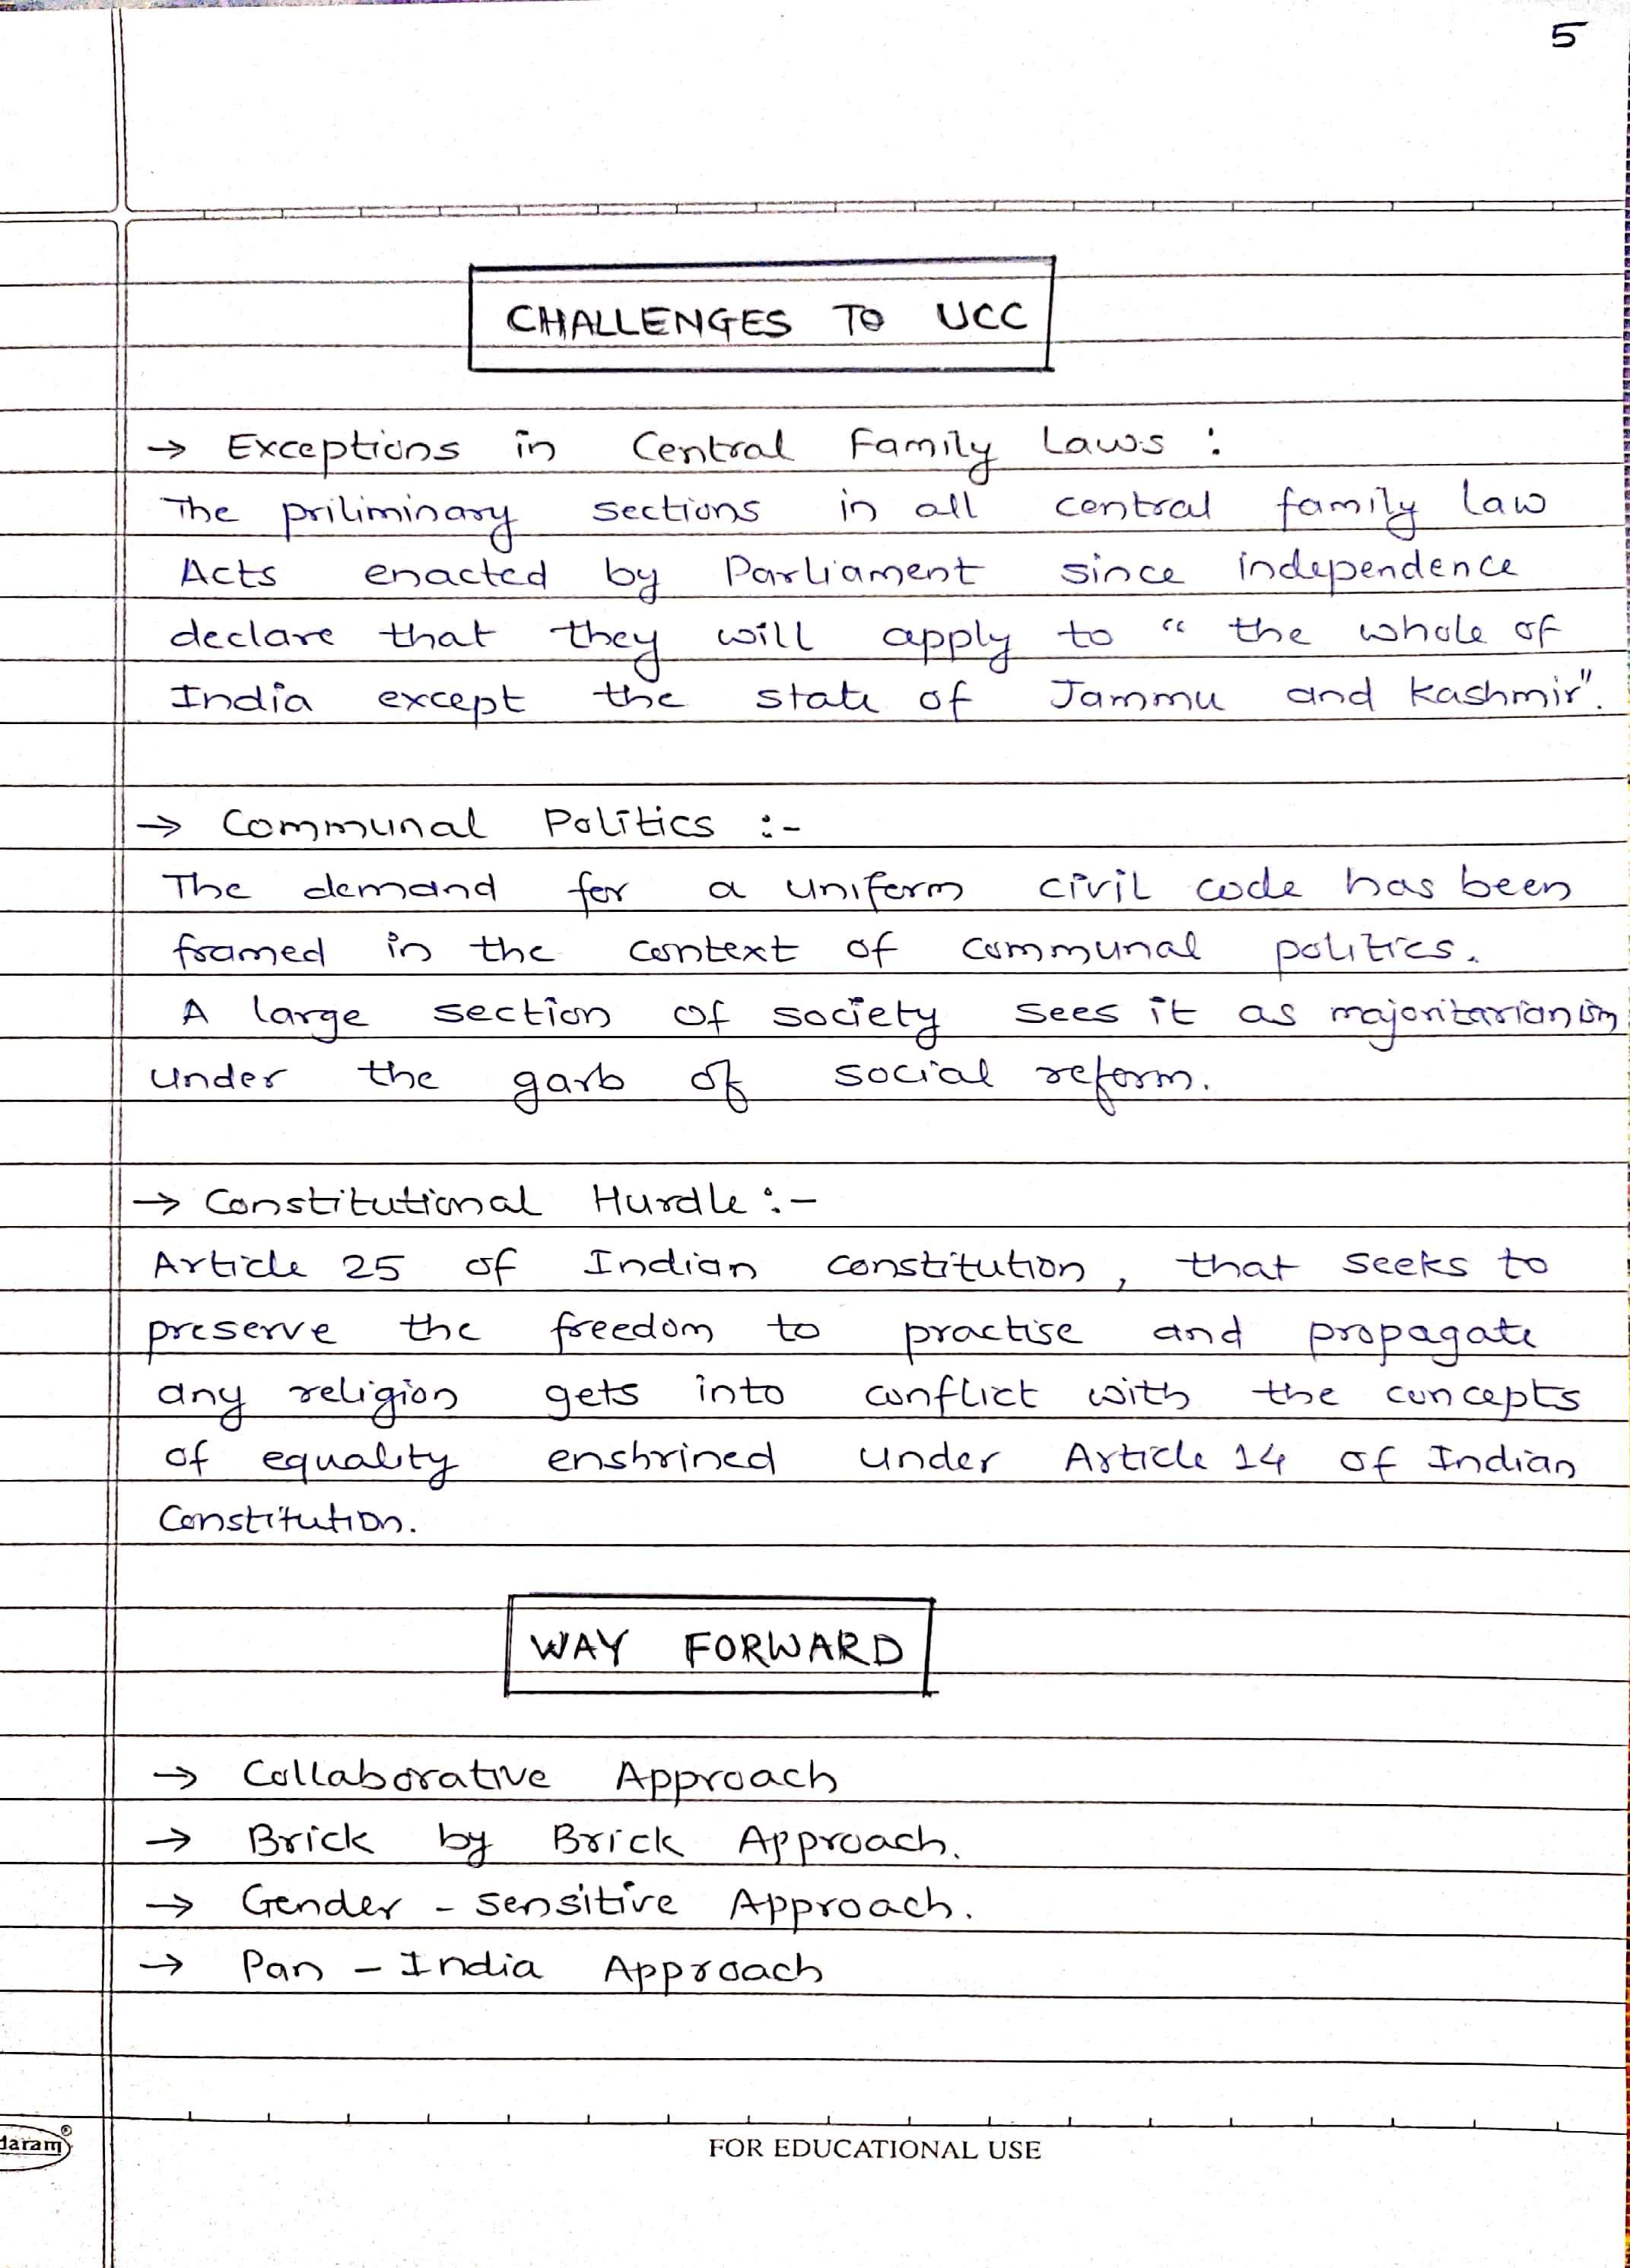 5
CHALLENGES TO UCC
→ Exceptions in Central Family Laws :
The priliminary sections in all central family law
Acts enacted by Parliament since independence
declare that they will apply to “ the whole of
India except the state of Jammu and Kashmir".
→ Communal Politics :-
The demand for a uniform civil code has been
framed in the context of communal politics.
A large section of society sees it as majoritarianism
under the garb of social reform.
→ Constitutional Hurdle :-
Article 25 of Indian constitution, that seeks to
preserve the freedom to practise and propagate
any religion gets into conflict with the concepts
of equality enshrined under Article 14 of Indian
Constitution.
WAY FORWARD
→ Collaborative Approach
→ Brick by Brick Approach.
→ Gender - sensitive Approach.
→ Pan - India Approach
daram®
FOR EDUCATIONAL USE